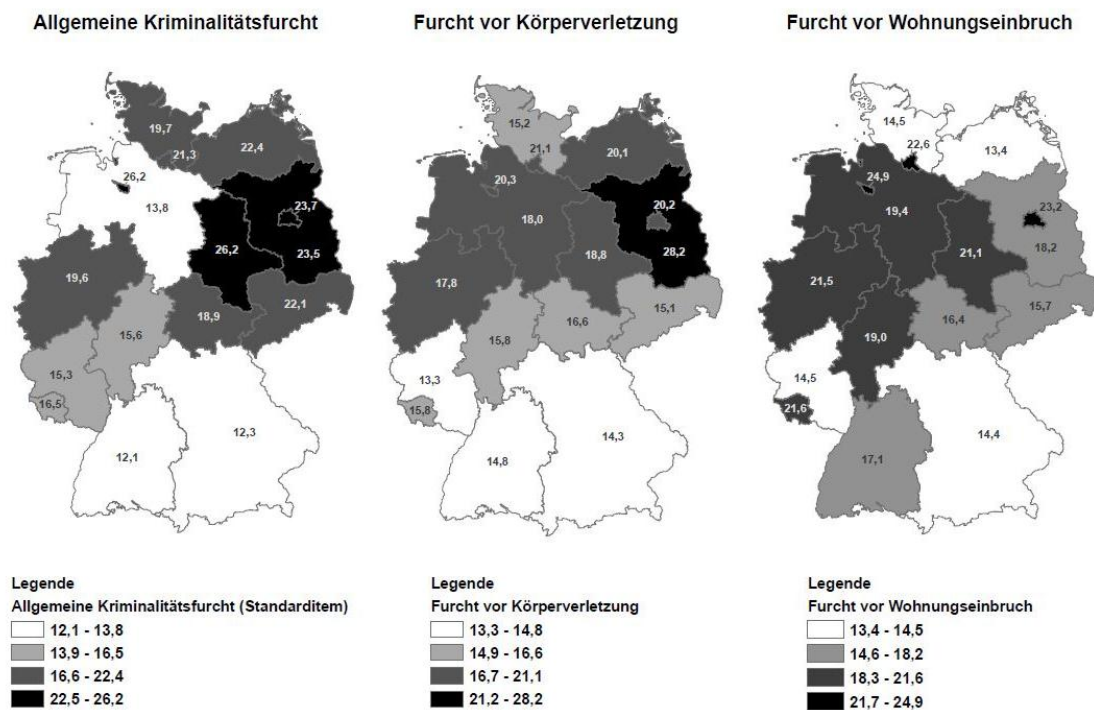 Allgemeine Kriminalitätsfurcht
19,7
21,3
22,4
26,2
13,8
23,7
26,2
23,5
19,6
22,1
18,9
15,6
15,3
16,5
12,3
12,1
Legende
Allgemeine Kriminalitätsfurcht (Standarditem)
12,1 - 13,8
13,9 - 16,5
16,6 - 22,4
22,5 - 26,2
Furcht vor Körperverletzung
15,2
21,1
20,1
20,3
20,2
18,0
18,8
28,2
17,8
15,1
16,6
15,8
13,3
15,8
14,3
14,8
Legende
Furcht vor Körperverletzung
13,3 - 14,8
14,9 - 16,6
16,7 - 21,1
21,2 - 28,2
Furcht vor Wohnungseinbruch
14,5
22,6
13,4
24,9
23,2
19,4
18,2
21,1
21,5
15,7
16,4
19,0
14,5
21,6
14,4
17,1
Legende
Furcht vor Wohnungseinbruch
13,4 - 14,5
14,6 - 18,2
18,3 - 21,6
21,7 - 24,9